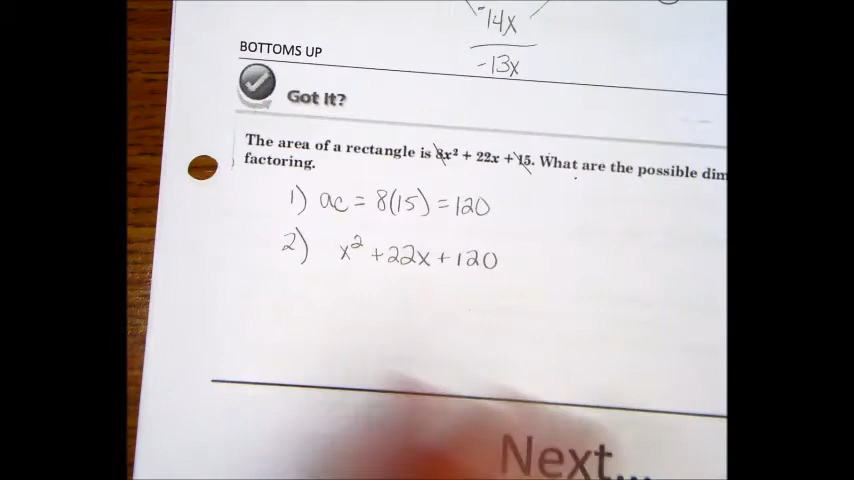 -14x
-13x
BOTTOMS UP
Got It?
The area of a rectangle is 8x² + 22x + 15. What are the possible dim
factoring.
1) ac = 8(15) = 120
2) x² + 22x + 120
Next...